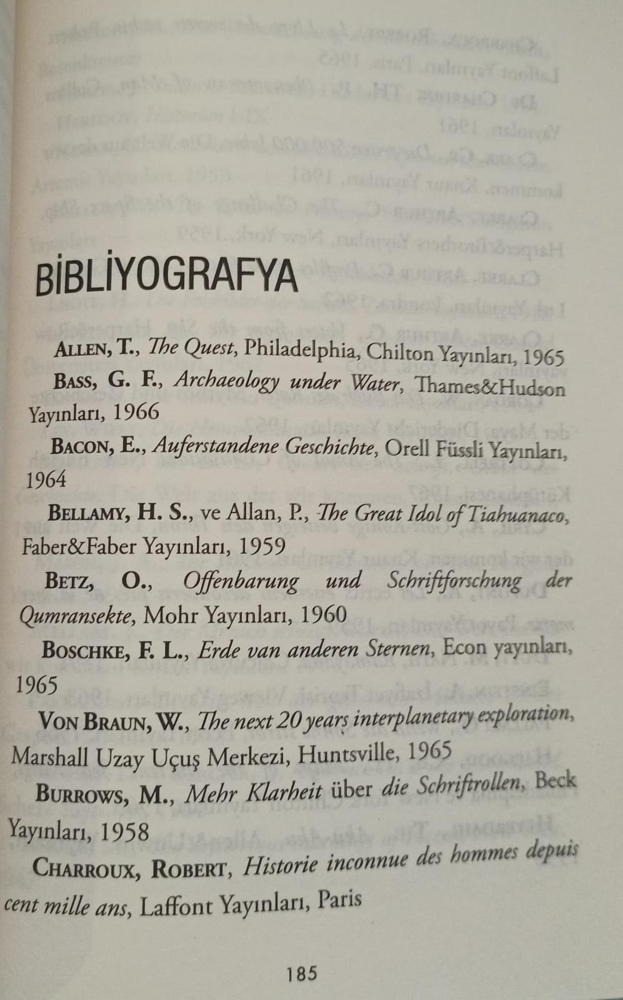 BİBLİYOGRAFYA
ALLEN, T., The Quest, Philadelphia, Chilton Yayınları, 1965
BASS, G. F., Archaeology under Water, Thames&Hudson
Yayınları, 1966
BACON, E., Auferstandene Geschichte, Orell Füssli Yayınları,
1964
BELLAMY, H. S., ve Allan, P., The Great Idol of Tiahuanaco,
Faber&Faber Yayınları, 1959
BETZ, O., Offenbarung und Schriftforschung der
Qumransekte, Mohr Yayınları, 1960
BOSCHKE, F. L., Erde van anderen Sternen, Econ yayınları,
1965
VON BRAUN, W., The next 20 years interplanetary exploration,
Marshall Uzay Uçuş Merkezi, Huntsville, 1965
BURROWS, M., Mehr Klarheit über die Schriftrollen, Beck
Yayınları, 1958
CHARROUX, ROBERT, Historie inconnue des hommes depuis
cent mille ans, Laffont Yayınları, Paris
185